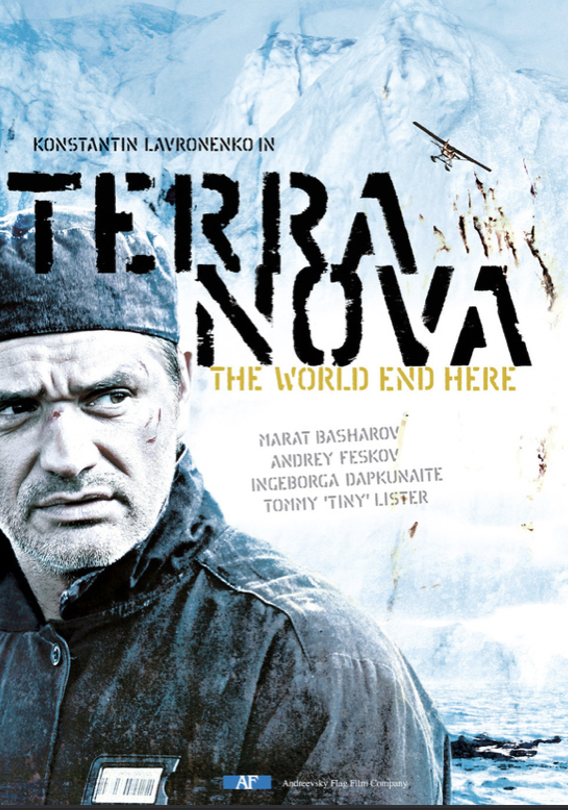 KONSTANTIN LAVRONENKO IN
TERRA
NOVA
THE WORLD END HERE
MARAT BASHAROV
ANDREY FESKOV
INGEBORGA DAPKUNAITE
TOMMY 'TINY' LISTER
AF Andreevsky Flag Film Company